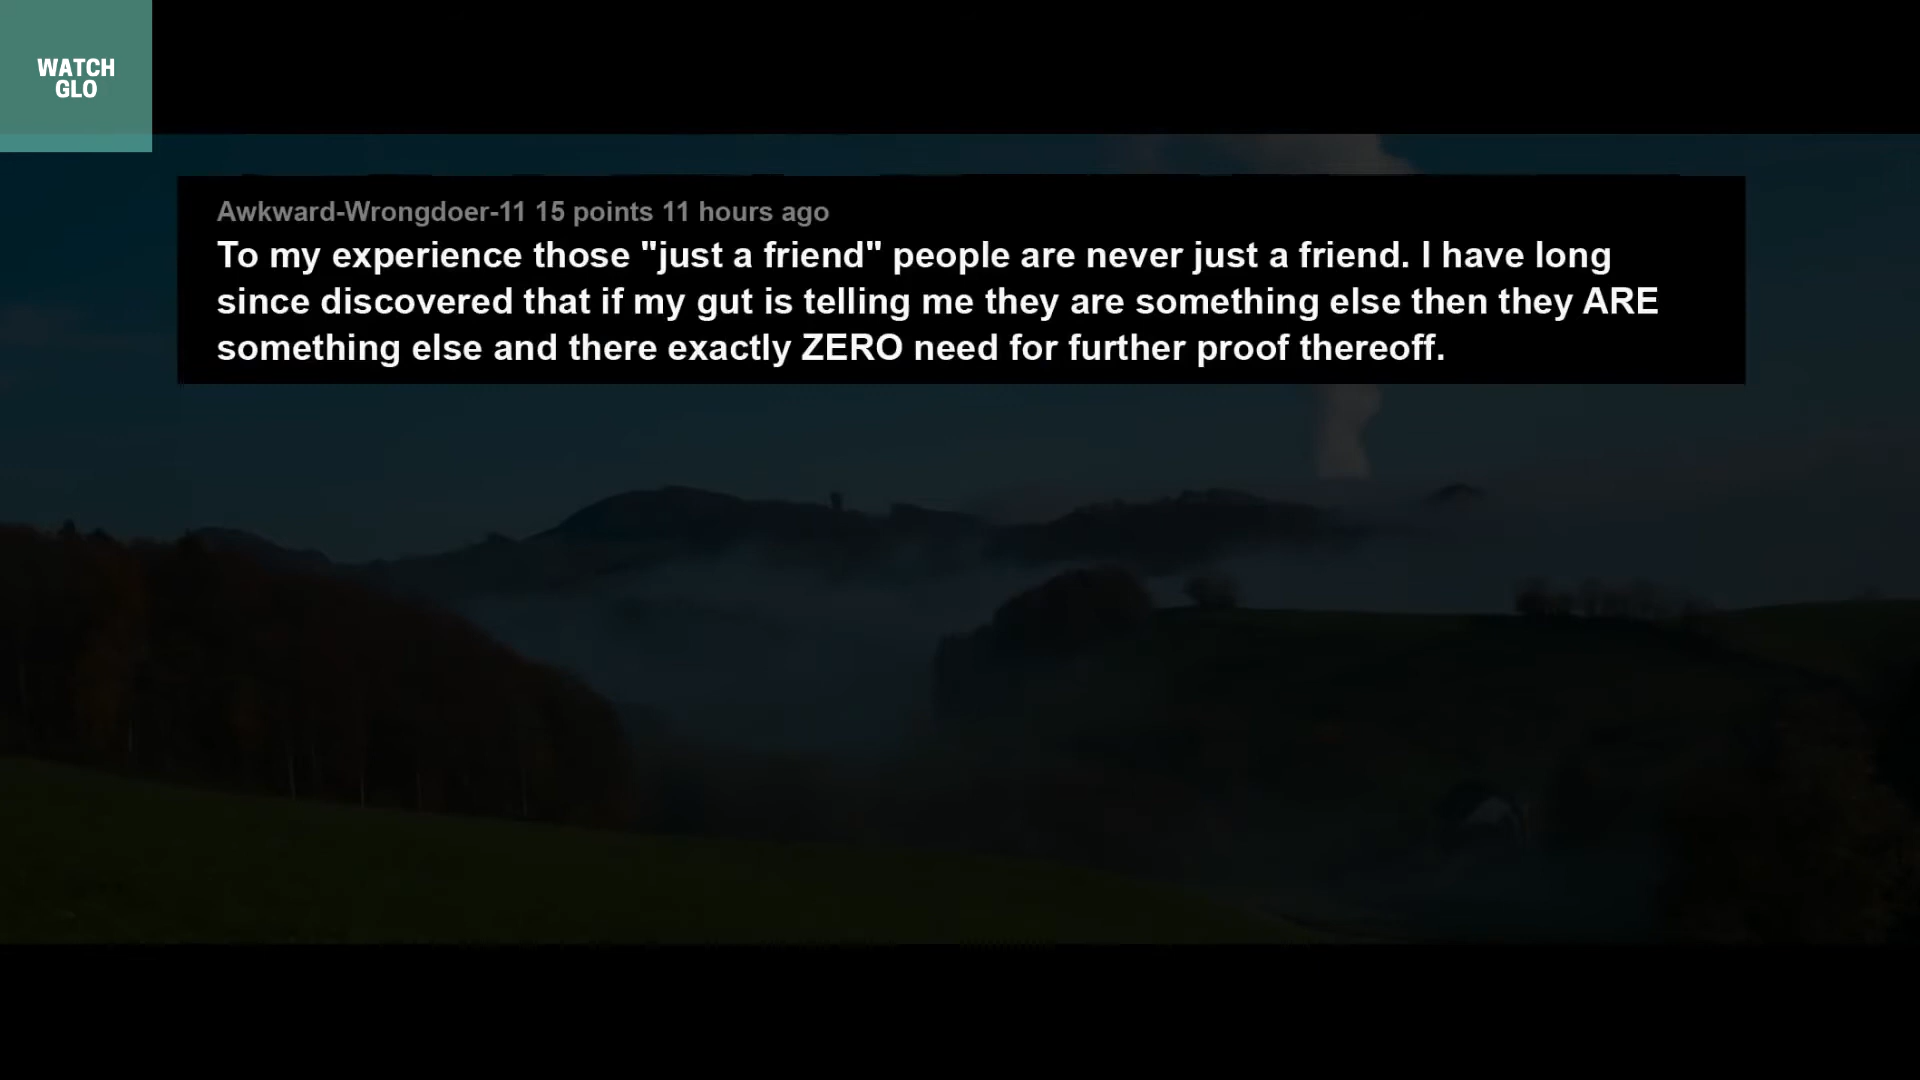 WATCH
GLO
Awkward-Wrongdoer-11 15 points 11 hours ago
To my experience those "just a friend" people are never just a friend. I have long
since discovered that if my gut is telling me they are something else then they ARE
something else and there exactly ZERO need for further proof thereoff.